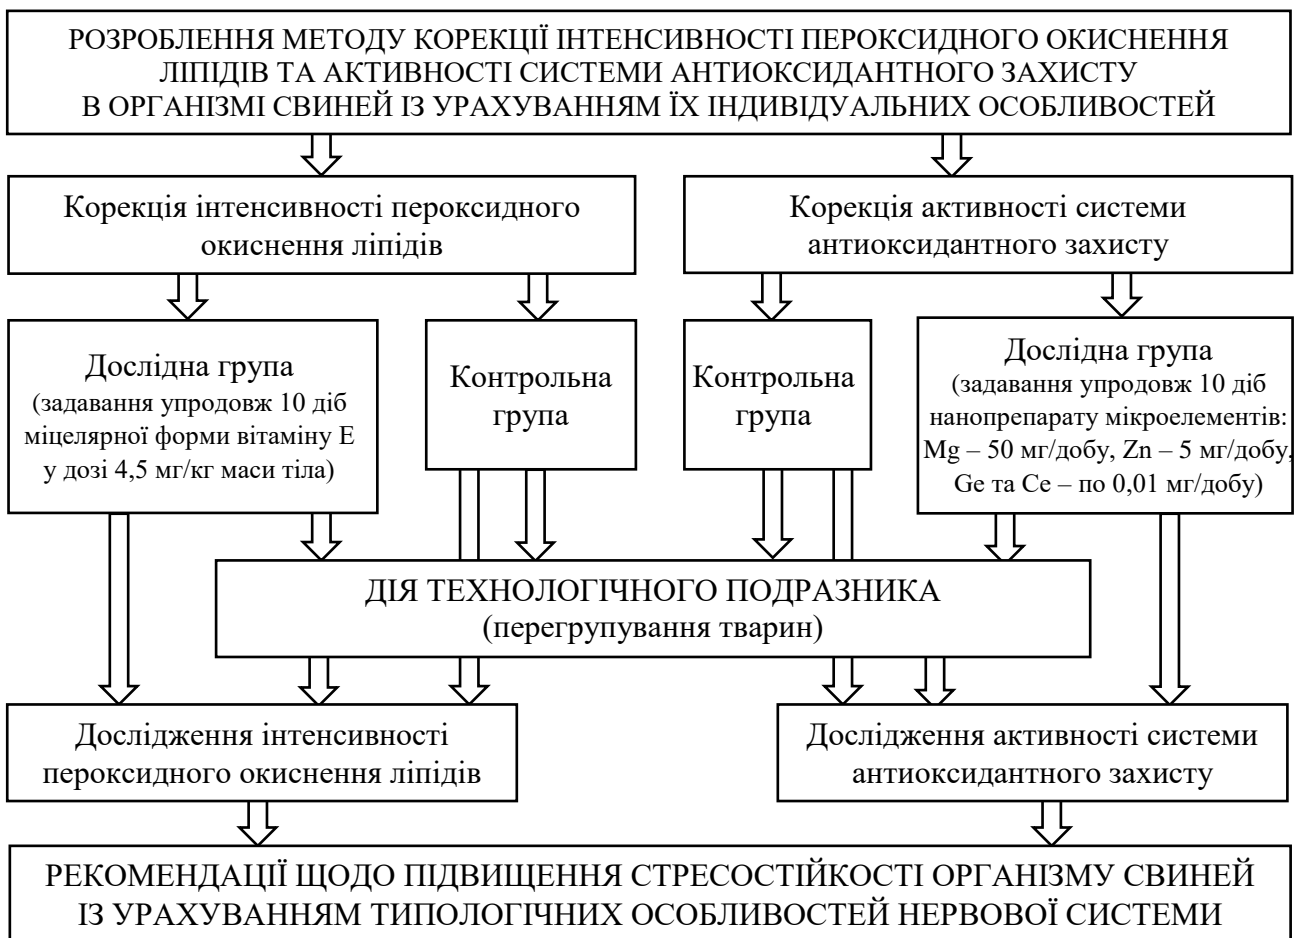 РОЗРОБЛЕННЯ МЕТОДУ КОРЕКЦІЇ ІНТЕНСИВНОСТІ ПЕРОКСИДНОГО ОКИСНЕННЯ
ЛІПІДІВ ТА АКТИВНОСТІ СИСТЕМИ АНТИОКСИДАНТНОГО ЗАХИСТУ
В ОРГАНІЗМІ СВИНЕЙ ІЗ УРАХУВАННЯМ ЇХ ІНДИВІДУАЛЬНИХ ОСОБЛИВОСТЕЙ
Корекція інтенсивності пероксидного
окиснення ліпідів
Корекція активності системи
антиоксидантного захисту
Дослідна група
(задавання упродовж 10 діб
міцелярної форми вітаміну Е
у дозі 4,5 мг/кг маси тіла)
Контрольна
група
Контрольна
група
Дослідна група
(задавання упродовж 10 діб
нанопрепарату мікроелементів:
Mg – 50 мг/добу, Zn – 5 мг/добу,
Ge та Ce – по 0,01 мг/добу)
ДІЯ ТЕХНОЛОГІЧНОГО ПОДРАЗНИКА
(перегрупування тварин)
Дослідження інтенсивності
пероксидного окиснення ліпідів
Дослідження активності системи
антиоксидантного захисту
РЕКОМЕНДАЦІЇ ЩОДО ПІДВИЩЕННЯ СТРЕСОСТІЙКОСТІ ОРГАНІЗМУ СВИНЕЙ
ІЗ УРАХУВАННЯМ ТИПОЛОГІЧНИХ ОСОБЛИВОСТЕЙ НЕРВОВОЇ СИСТЕМИ